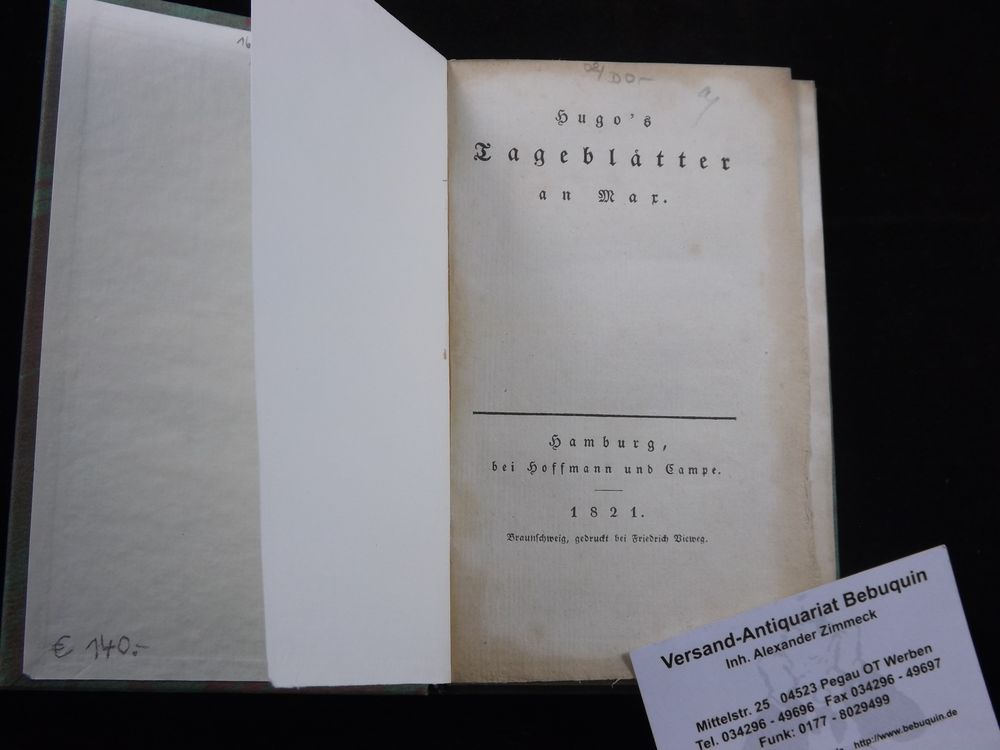 16
€ 140.-
Hugo's
Tageblåtter
an Max.
Hamburg,
bei Hoffmann und Campe.
1821.
Braunschweig, gedruckt bei Friedrich Vieweg.
Versand-Antiquariat Bebuquin
Inh. Alexander Zimmeck
Mittelstr. 25 04523 Pegau OT Werben
Tel. 034296 - 49696 Fax 034296 - 49697
Funk: 0177 - 8029499
http://www.bebuquin.de